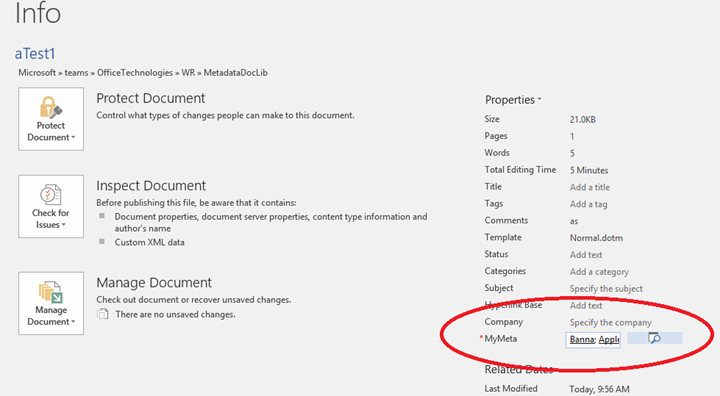 Info
aTest1
Microsoft » teams » OfficeTechnologies » WR » MetadataDocLib
Protect Document
Control what types of changes people can make to this document.
Protect
Document
Inspect Document
Before publishing this file, be aware that it contains:
Document properties, document server properties, content type information and
author's name
Custom XML data
Check for
Issues
Manage Document
Check out document or recover unsaved changes.
There are no unsaved changes.
Manage
Document
Properties
Size 21.0KB
Pages 1
Words 5
Total Editing Time 5 Minutes
Title Add a title
Tags Add a tag
Comments as
Template Normal.dotm
Status Add text
Categories Add a category
Subject Specify the subject
Hyperlink Base Add text
Company Specify the company
* MyMeta Banna; Apple
Related Dates
Last Modified Today, 9:56 AM